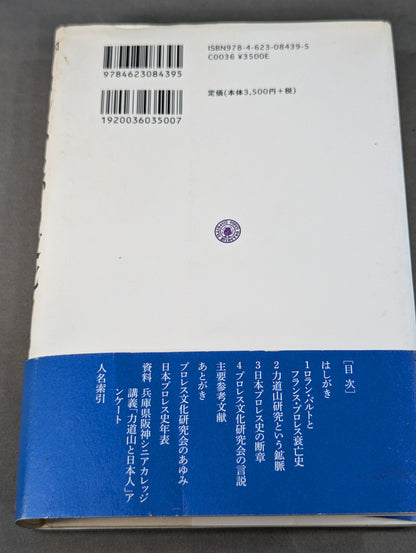 ISBN978-4-623-08439-5
C0036 ¥3500E
9784623084395
定価(本体3,500円+税)
1920036035007
[目 次]
はしがき
1 ロラン・バルトと
フランス・プロレス衰亡史
2 力道山研究という鉱脈
3 日本プロレス史の断章
4 プロレス文化研究会の言説
主要参考文献
あとがき
プロレス文化研究会のあゆみ
日本プロレス史年表
資料 兵庫県阪神シニアカレッジ
講義「力道山と日本人」ア
ンケート
人名索引